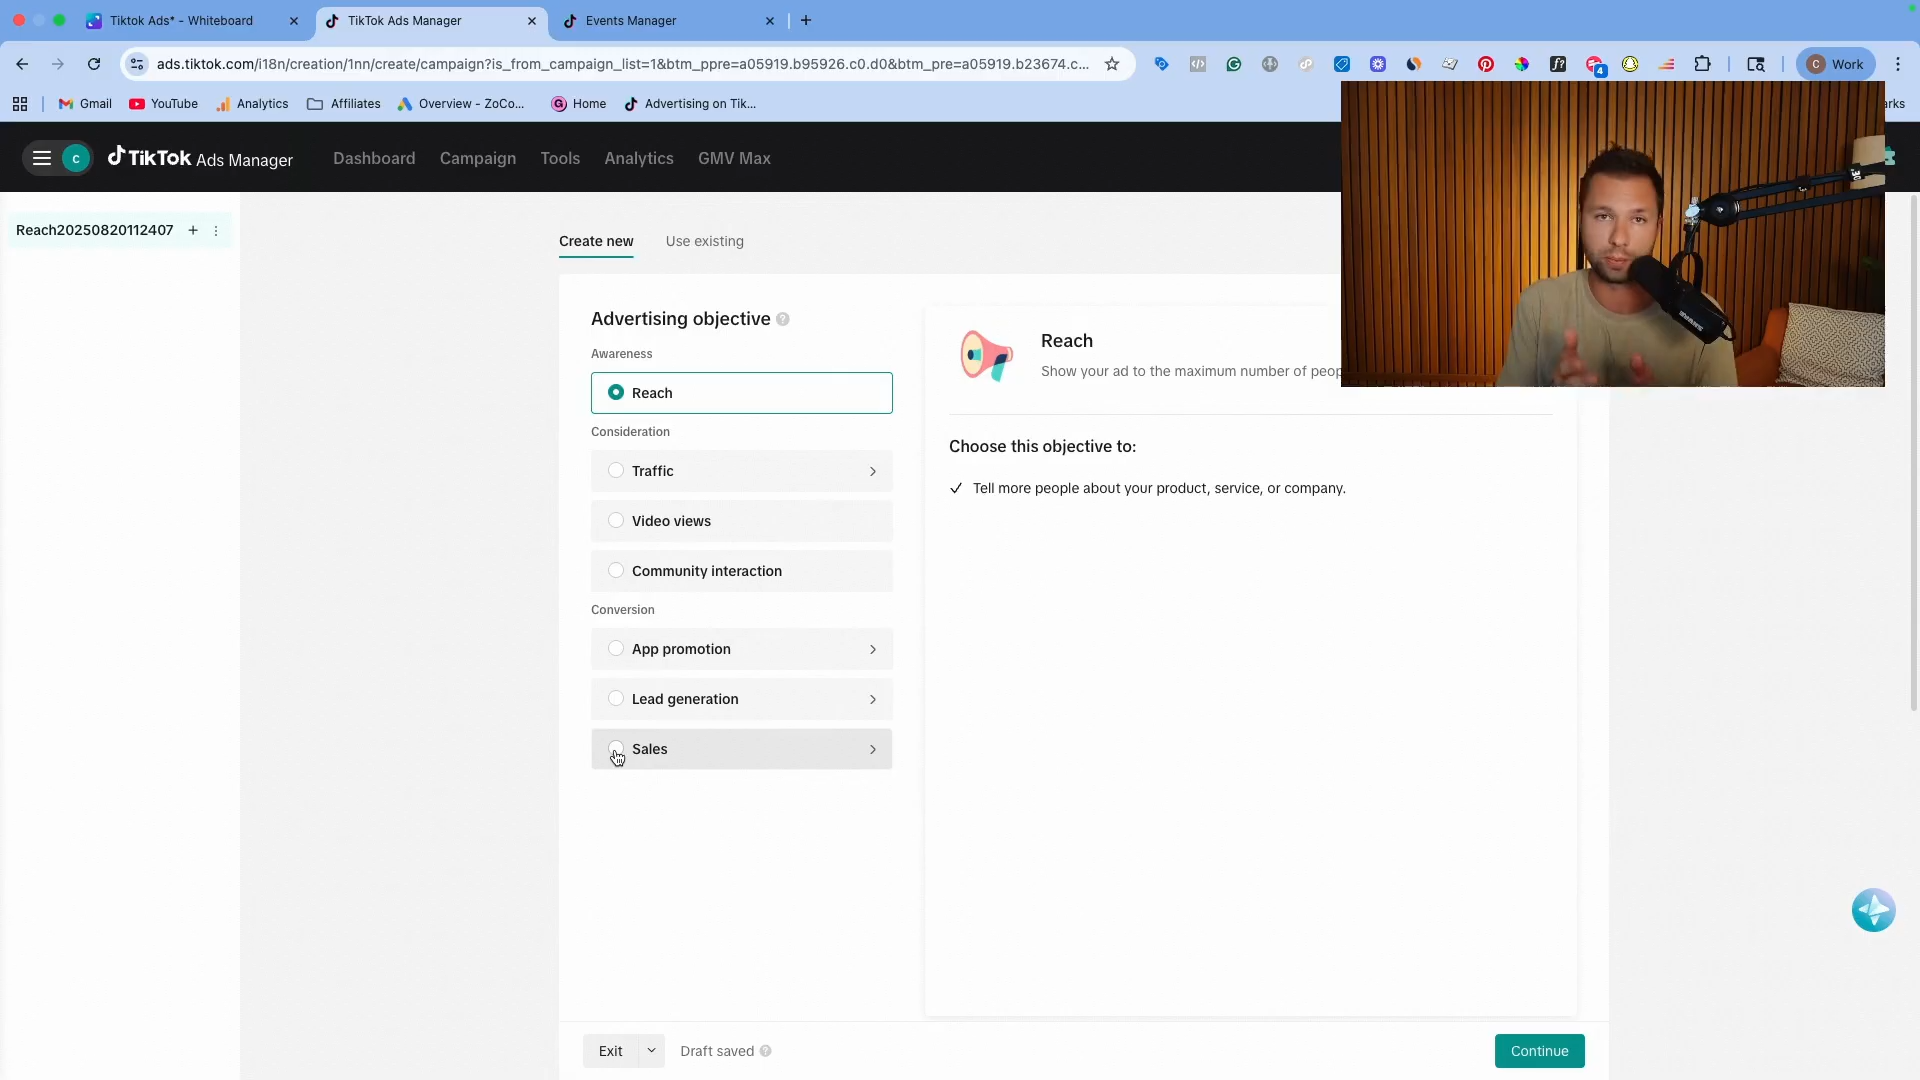 Tiktok Ads* - Whiteboard
TikTok Ads Manager
Events Manager
ads.tiktok.com/i18n/creation/1nn/create/campaign?is_from_campaign_list=1&btm_ppre=a05919.b95926.c0.d0&btm_pre=a05919.b23674.c...
4
C Work
Gmail
YouTube
Analytics
Affiliates
Overview - ZoCo...
Home
Advertising on Tik...
arks
C
TikTok Ads Manager
Dashboard
Campaign
Tools
Analytics
GMV Max
Reach20250820112407
Create new
Use existing
Advertising objective
Awareness
Reach
Consideration
Traffic
Video views
Community interaction
Conversion
App promotion
Lead generation
Sales
Reach
Show your ad to the maximum number of peop
Choose this objective to:
Tell more people about your product, service, or company.
Exit
Draft saved
Continue